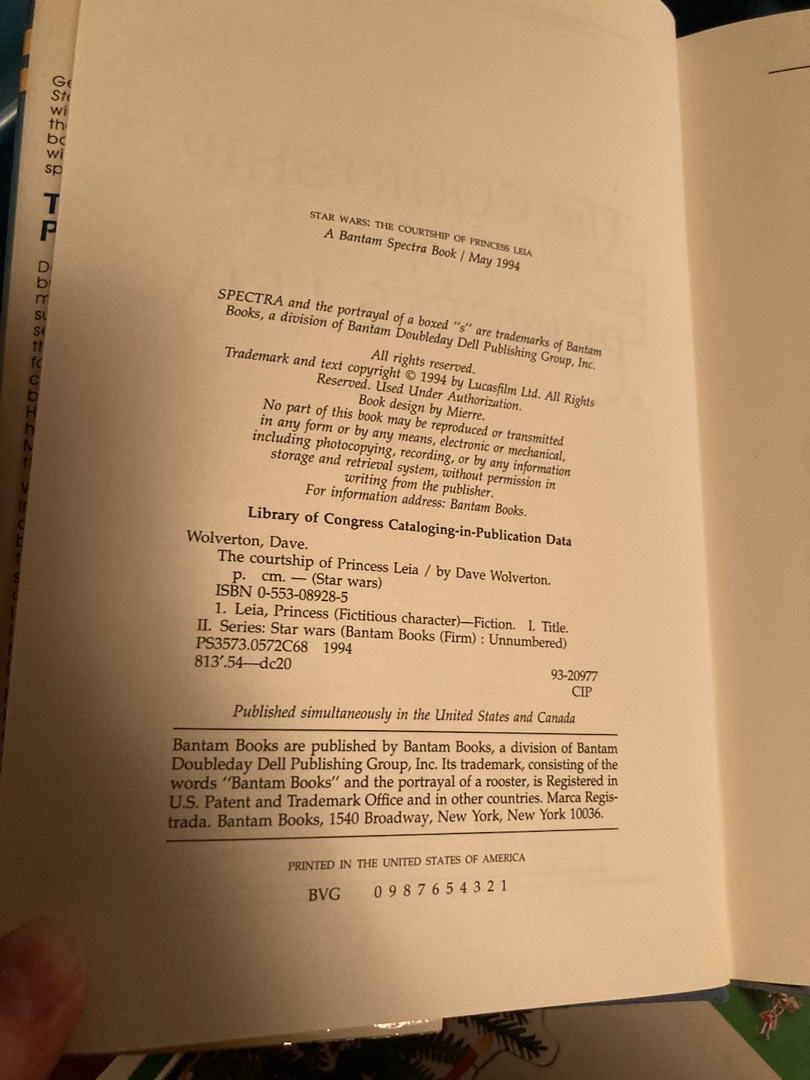 Ge
Sta
wi
th
bo
wi
sp
T
P
D
b
m
su
se
th
fo
c
b
H
h
STAR WARS: THE COURTSHIP OF PRINCESS LEIA
A Bantam Spectra Book / May 1994
SPECTRA and the portrayal of a boxed "s" are trademarks of Bantam
Books, a division of Bantam Doubleday Dell Publishing Group, Inc.
All rights reserved.
Trademark and text copyright © 1994 by Lucasfilm Ltd. All Rights
Reserved. Used Under Authorization.
Book design by Mierre.
No part of this book may be reproduced or transmitted
in any form or by any means, electronic or mechanical,
including photocopying, recording, or by any information
storage and retrieval system, without permission in
writing from the publisher.
For information address: Bantam Books.
Library of Congress Cataloging-in-Publication Data
Wolverton, Dave.
The courtship of Princess Leia / by Dave Wolverton.
p. cm. — (Star wars)
ISBN 0-553-08928-5
1. Leia, Princess (Fictitious character)—Fiction. I. Title.
II. Series: Star wars (Bantam Books (Firm) : Unnumbered)
PS3573.0572C68 1994
813'.54—dc20
93-20977
CIP
Published simultaneously in the United States and Canada
Bantam Books are published by Bantam Books, a division of Bantam
Doubleday Dell Publishing Group, Inc. Its trademark, consisting of the
words "Bantam Books" and the portrayal of a rooster, is Registered in
U.S. Patent and Trademark Office and in other countries. Marca Regis-
trada. Bantam Books, 1540 Broadway, New York, New York 10036.
PRINTED IN THE UNITED STATES OF AMERICA
BVG 0 9 8 7 6 5 4 3 2 1